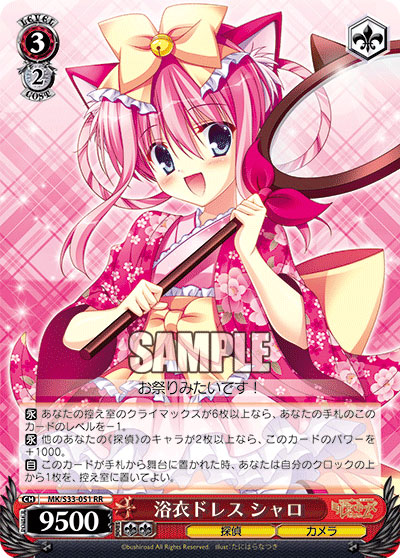 LEVEL
3
2
COST
SAMPLE
お祭りみたいです！
永 あなたの控え室のクライマックスが6枚以上なら、あなたの手札のこの
カードのレベルを－1。
永 他のあなたの《探偵》のキャラが2枚以上なら、このカードのパワーを
＋1000。
自 このカードが手札から舞台に置かれた時、あなたは自分のクロックの上
から1枚を、控え室に置いてよい。
CH MK/S33-051 RR
POWER
9500
浴衣ドレス シャロ
探偵
カメラ
©bushiroad All Rights Reserved. illust:たにはらなつき